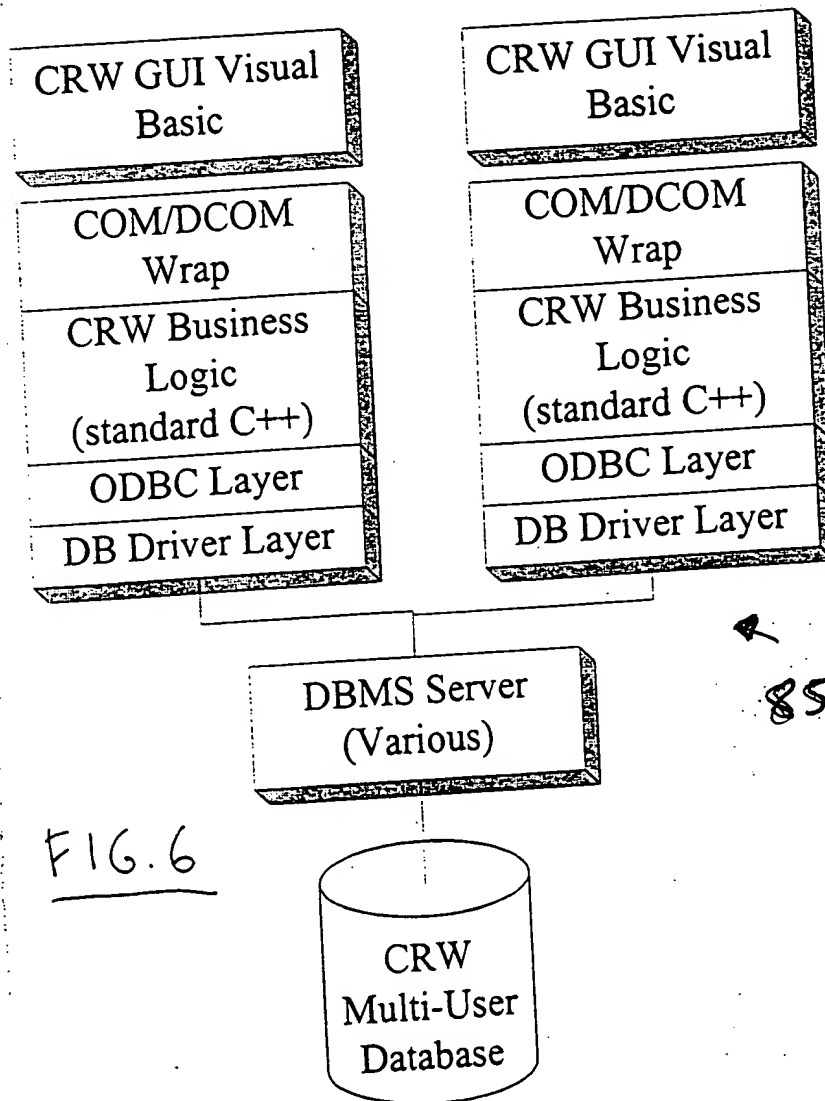 CRW GUI Visual
Basic
COM/DCOM
Wrap
CRW Business
Logic
(standard C++)
ODBC Layer
DB Driver Layer
CRW GUI Visual
Basic
COM/DCOM
Wrap
CRW Business
Logic
(standard C++)
ODBC Layer
DB Driver Layer
DBMS Server
(Various)
85
FIG. 6
CRW
Multi-User
Database